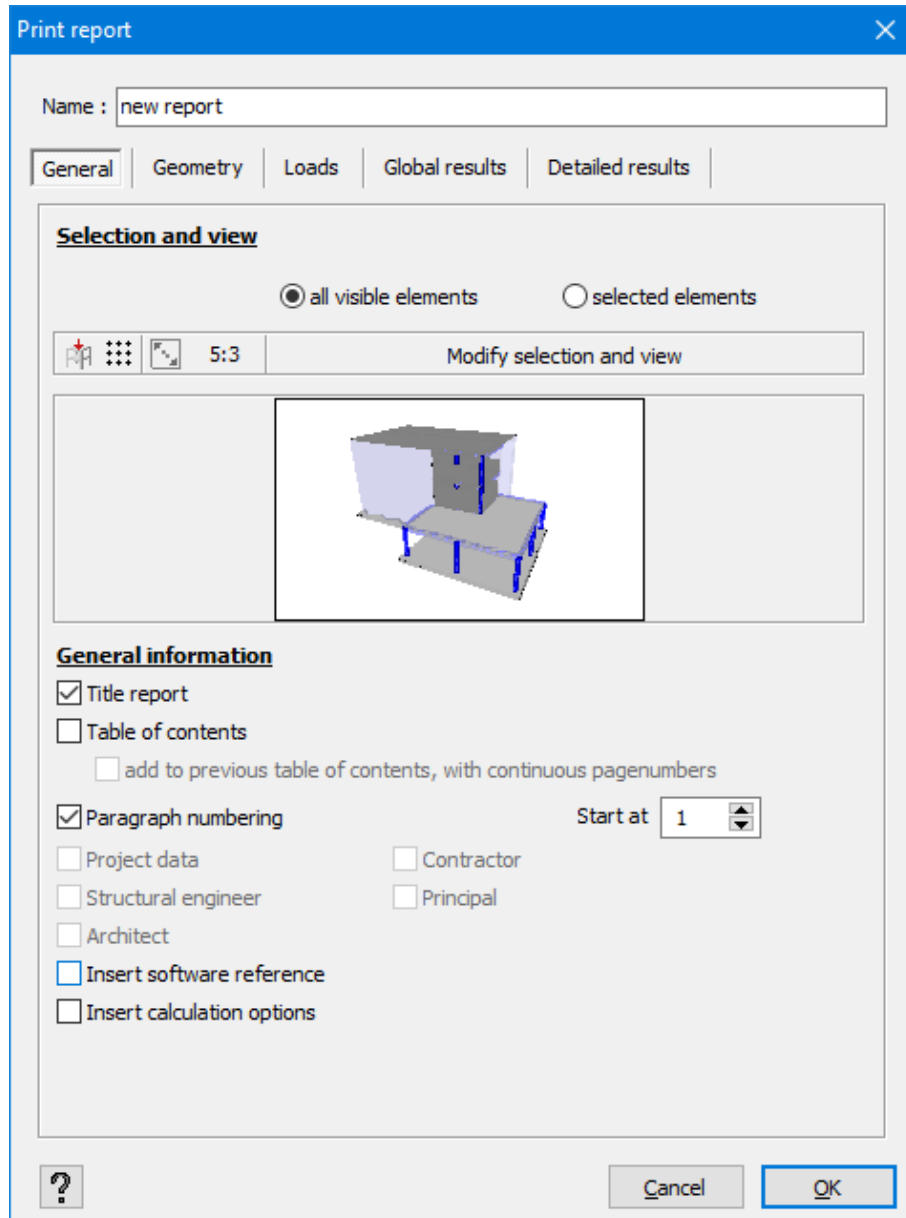 Print report
Name : new report
General Geometry Loads Global results Detailed results
Selection and view
all visible elements selected elements
5:3 Modify selection and view
General information
Title report
Table of contents
add to previous table of contents, with continuous pagenumbers
Paragraph numbering Start at 1
Project data Contractor
Structural engineer Principal
Architect
Insert software reference
Insert calculation options
? Cancel OK